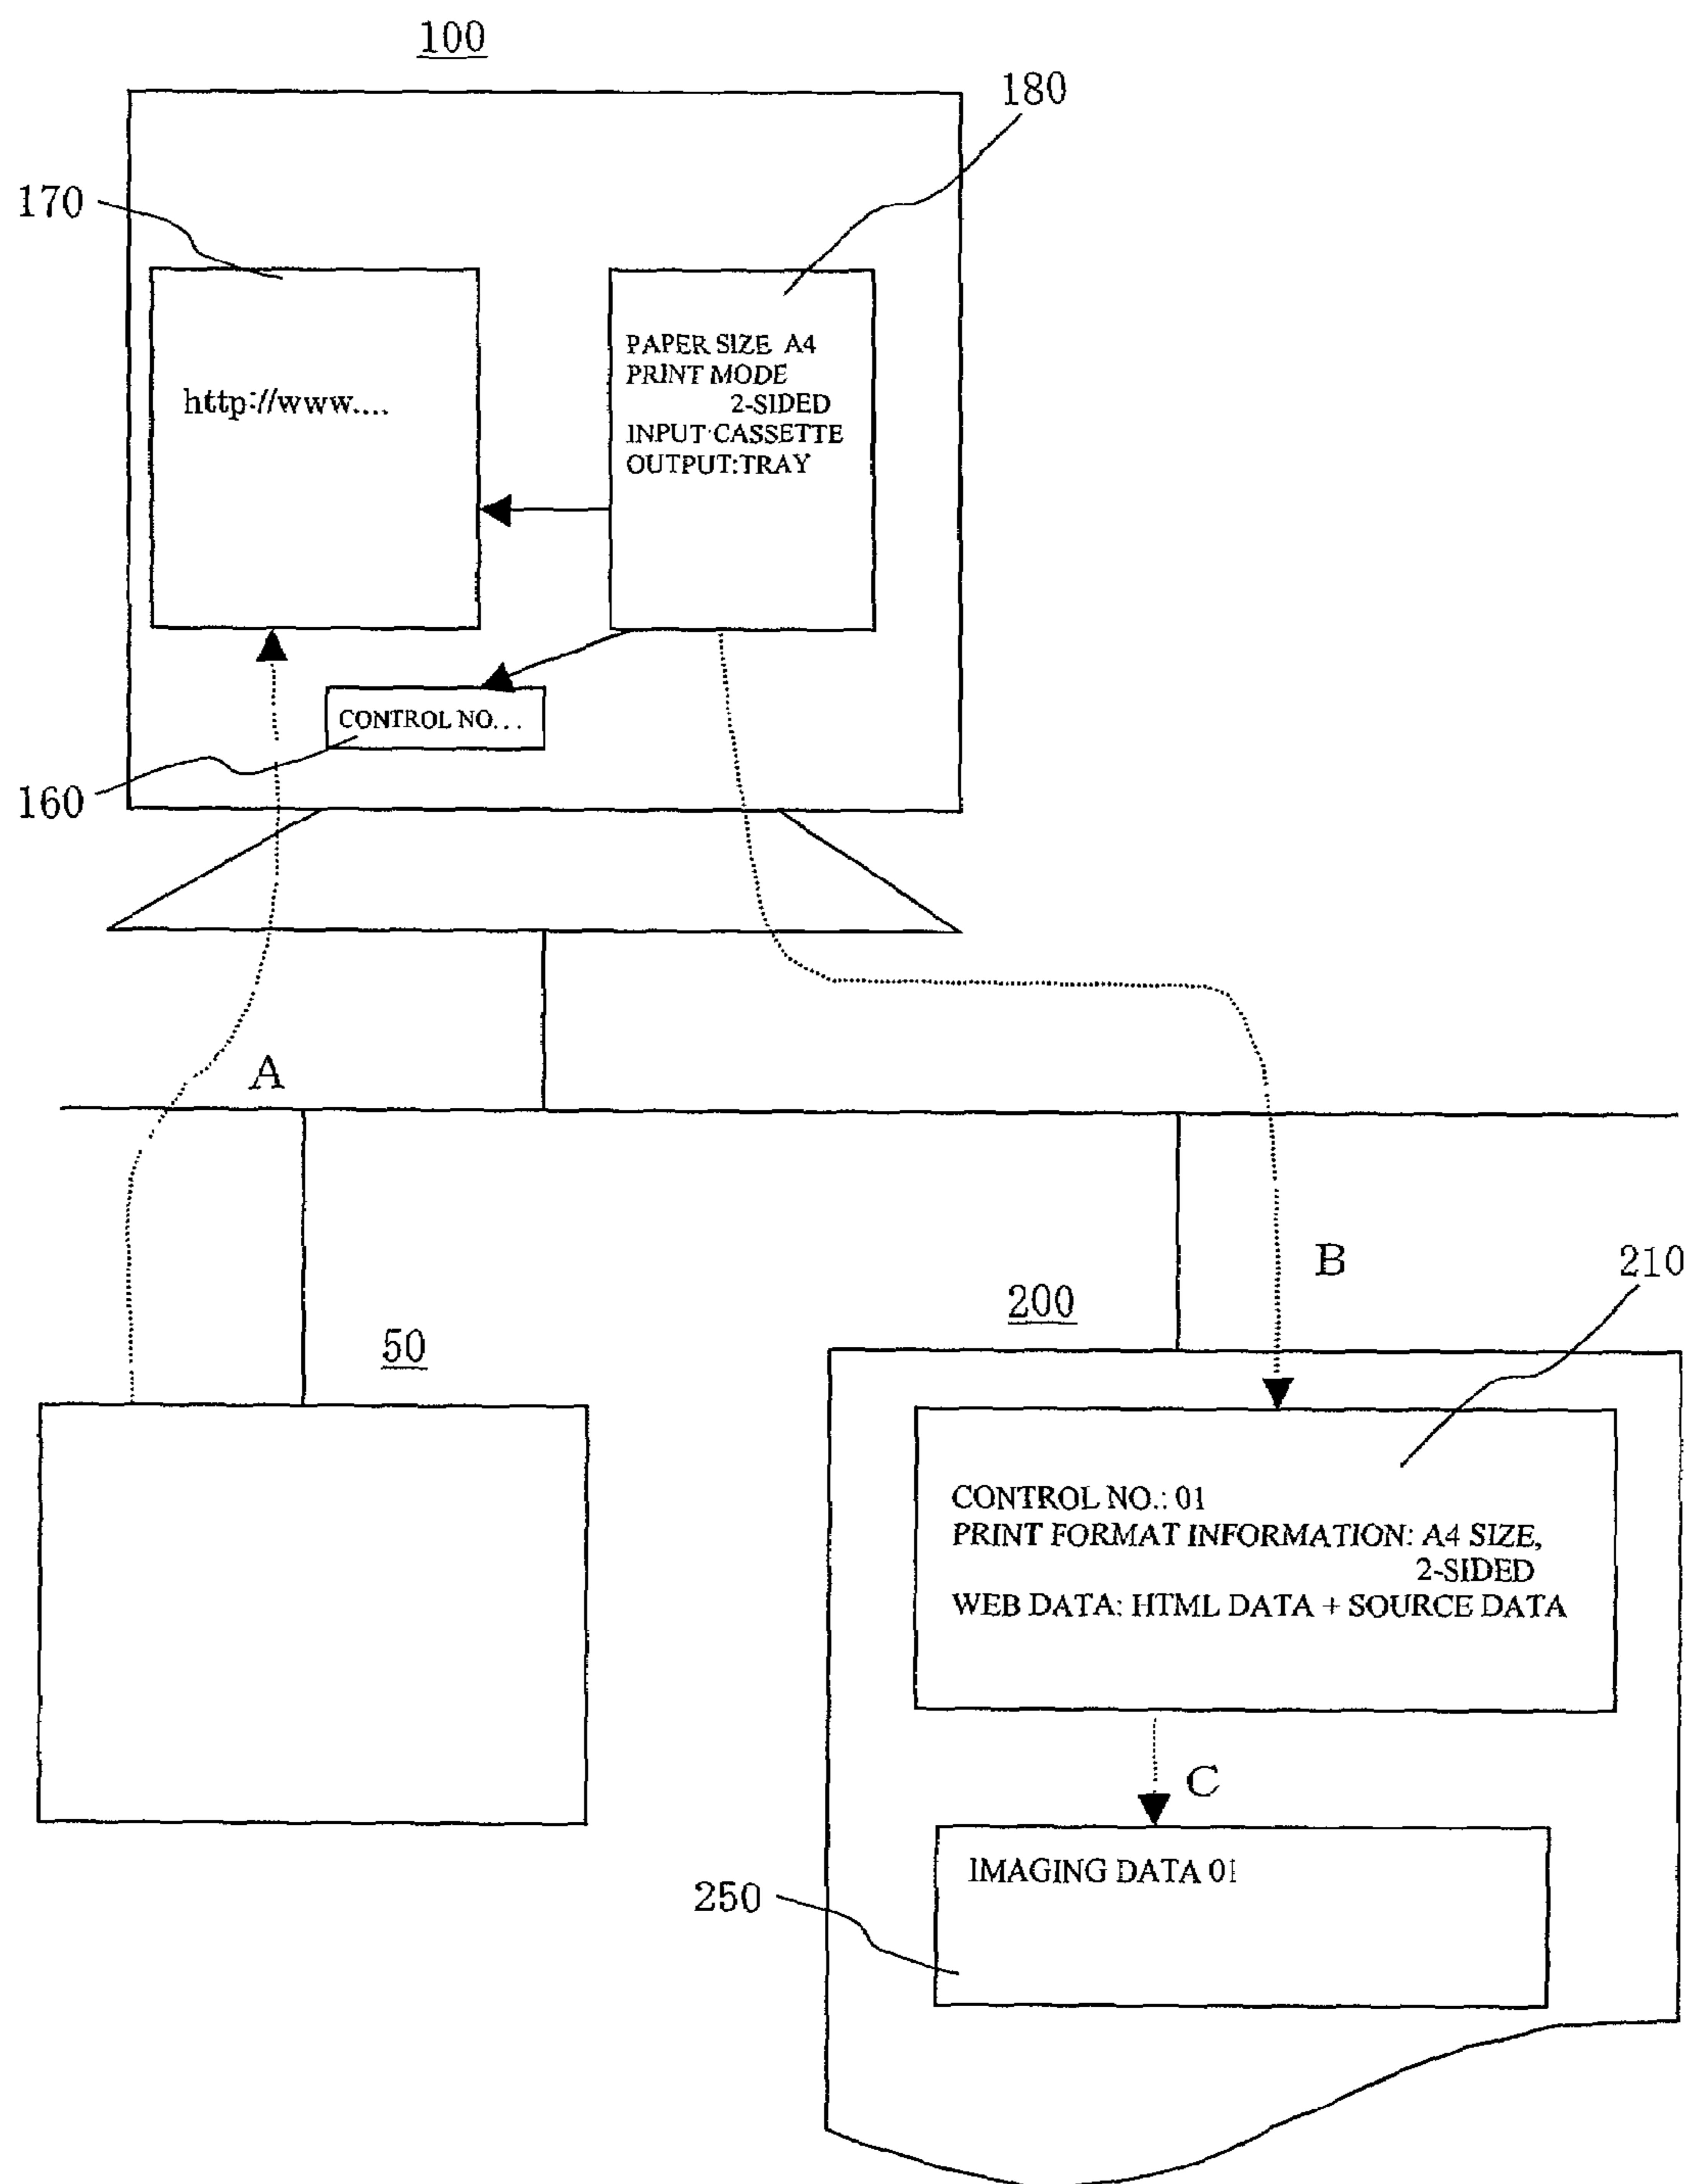 100
180
170
http://www....
PAPER SIZE A4
PRINT MODE
2-SIDED
INPUT:CASSETTE
OUTPUT:TRAY
CONTROL NO...
160
A
B
210
200
50
CONTROL NO.: 01
PRINT FORMAT INFORMATION: A4 SIZE,
2-SIDED
WEB DATA: HTML DATA + SOURCE DATA
C
IMAGING DATA 01
250